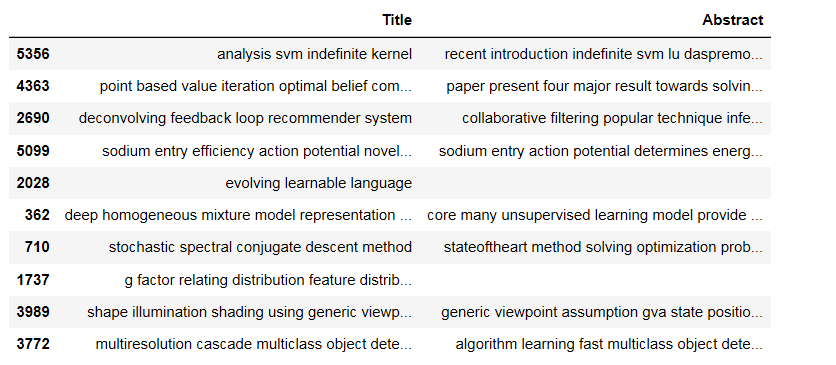 Title Abstract
5356 analysis svm indefinite kernel recent introduction indefinite svm lu daspremo...
4363 point based value iteration optimal belief com... paper present four major result towards solvin...
2690 deconvolving feedback loop recommender system collaborative filtering popular technique infe...
5099 sodium entry efficiency action potential novel... sodium entry action potential determines energ...
2028 evolving learnable language
362 deep homogeneous mixture model representation ... core many unsupervised learning model provide ...
710 stochastic spectral conjugate descent method stateoftheart method solving optimization prob...
1737 g factor relating distribution feature distrib...
3989 shape illumination shading using generic viewp... generic viewpoint assumption gva state positio...
3772 multiresolution cascade multiclass object dete... algorithm learning fast multiclass object dete...